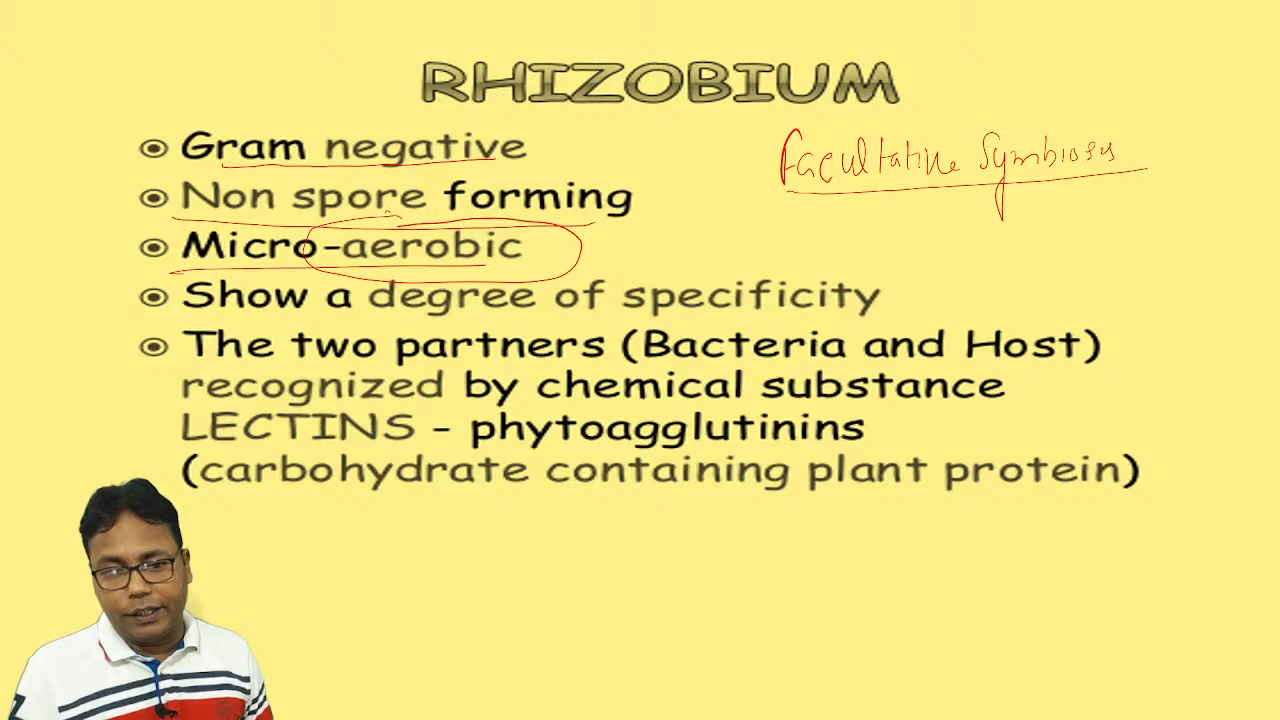 RHIZOBIUM
Gram negative
Facultative Symbiosis
Non spore forming
Micro-aerobic
Show a degree of specificity
The two partners (Bacteria and Host)
recognized by chemical substance
LECTINS - phytoagglutinins
(carbohydrate containing plant protein)